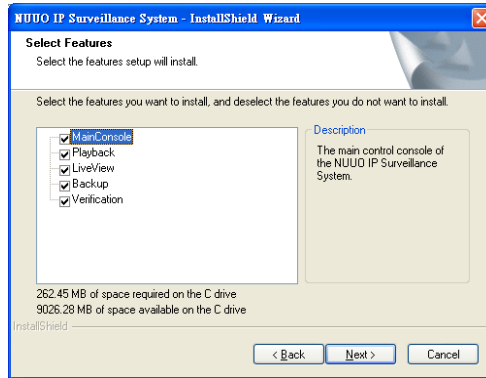 NUUO IP Surveillance System - InstallShield Wizard
Select Features
Select the features setup will install.
Select the features you want to install, and deselect the features you do not want to install.
MainConsole
Playback
LiveView
Backup
Verification
Description
The main control console of
the NUUO IP Surveillance
System.
262.45 MB of space required on the C drive
9026.28 MB of space available on the C drive
InstallShield
< Back
Next >
Cancel